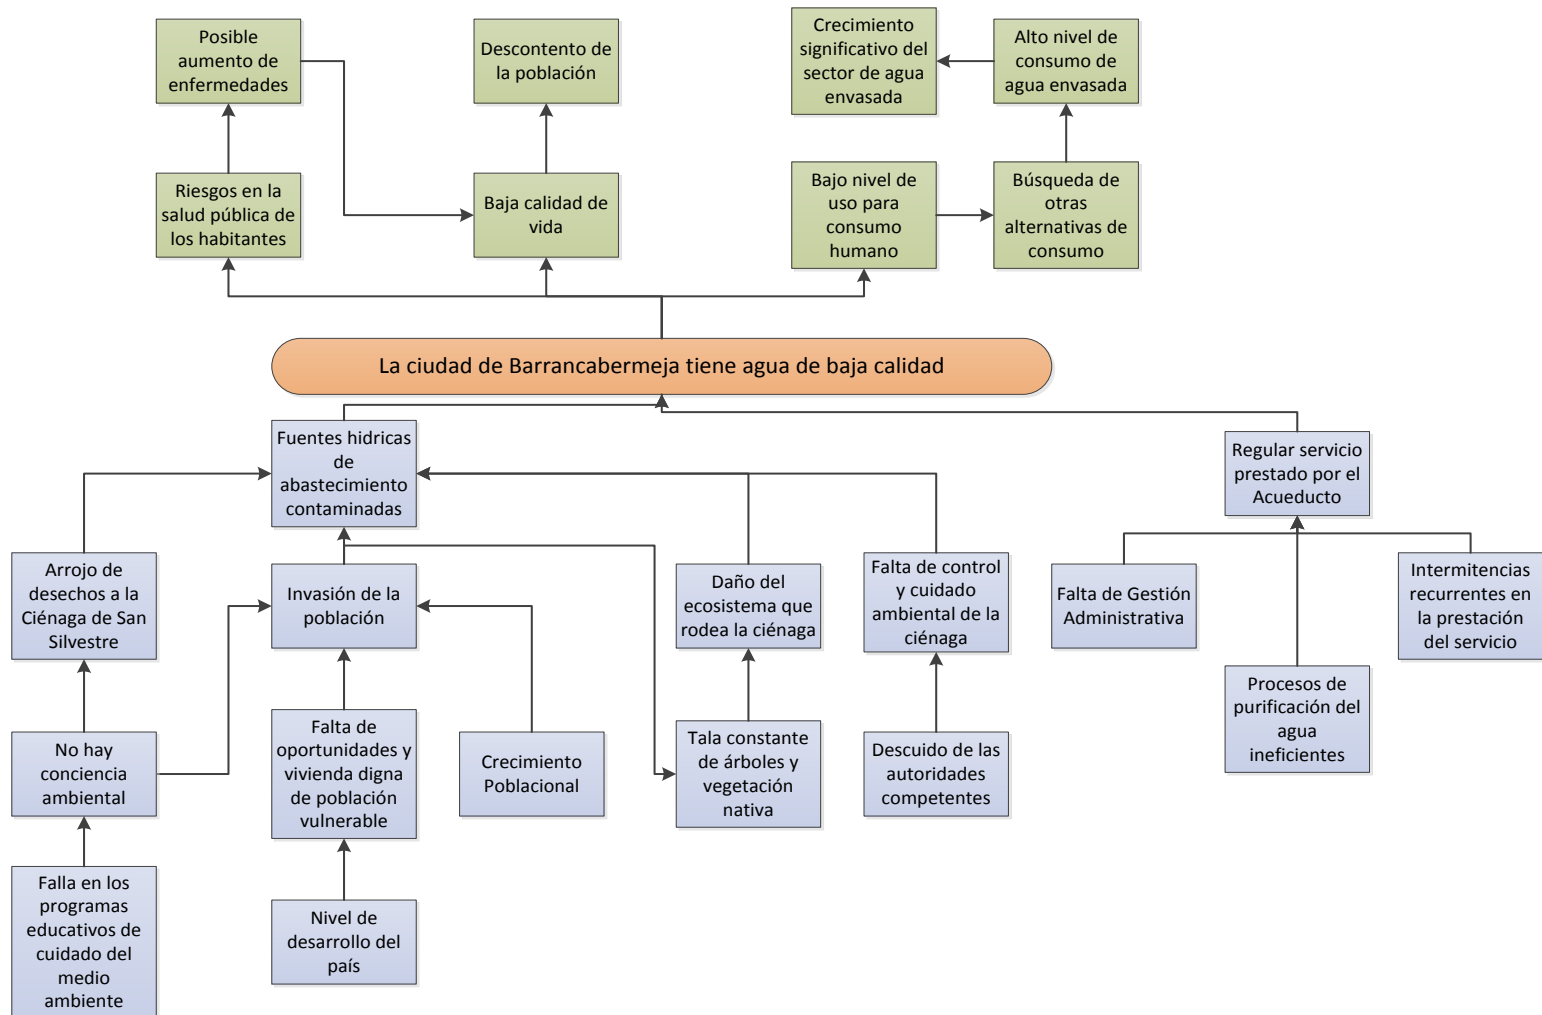 Posible
aumento de
enfermedades
Descontento de
la población
Crecimiento
significativo del
sector de agua
envasada
Alto nivel de
consumo de
agua envasada
Riesgos en la
salud pública de
los habitantes
Baja calidad de
vida
Bajo nivel de
uso para
consumo
humano
Búsqueda de
otras
alternativas de
consumo
La ciudad de Barrancabermeja tiene agua de baja calidad
Fuentes hidricas
de
abastecimiento
contaminadas
Regular servicio
prestado por el
Acueducto
Arrojo de
desechos a la
Ciénaga de San
Silvestre
Invasión de la
población
Daño del
ecosistema que
rodea la ciénaga
Falta de control
y cuidado
ambiental de la
ciénaga
Falta de Gestión
Administrativa
Intermitencias
recurrentes en
la prestación
del servicio
Procesos de
purificación del
agua
ineficientes
No hay
conciencia
ambiental
Falta de
oportunidades y
vivienda digna
de población
vulnerable
Crecimiento
Poblacional
Tala constante
de árboles y
vegetación
nativa
Descuido de las
autoridades
competentes
Falla en los
programas
educativos de
cuidado del
medio
ambiente
Nivel de
desarrollo del
país